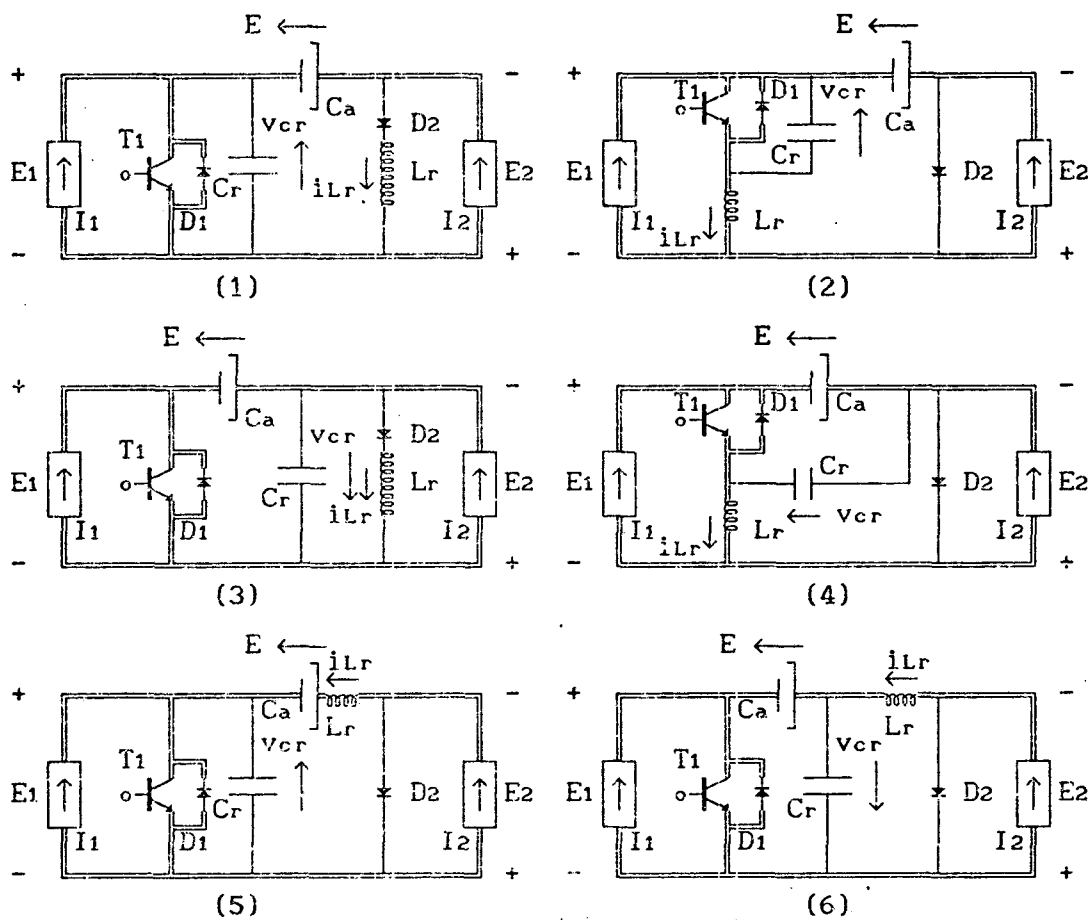 E
+
-
T1
Vcr
Ca
D2
E1
Cr
iLr
Lr
E2
I1
D1
I2
-
+
(1)
E
+
-
T1
D1
Vcr
Ca
Cr
D2
E1
E2
I1
Lr
I2
iLr
-
+
(2)
E
+
-
Ca
T1
Vcr
D2
E1
Cr
Lr
E2
iLr
I1
D1
I2
-
+
(3)
E
+
-
T1
D1
Ca
Cr
D2
E1
E2
I1
Lr
Vcr
I2
iLr
-
+
(4)
E
iLr
+
-
Ca
Lr
T1
Vcr
E1
Cr
D2
E2
I1
D1
I2
-
+
(5)
E
iLr
+
-
Ca
Lr
T1
Vcr
E1
Cr
D2
E2
I1
D1
I2
-
+
(6)